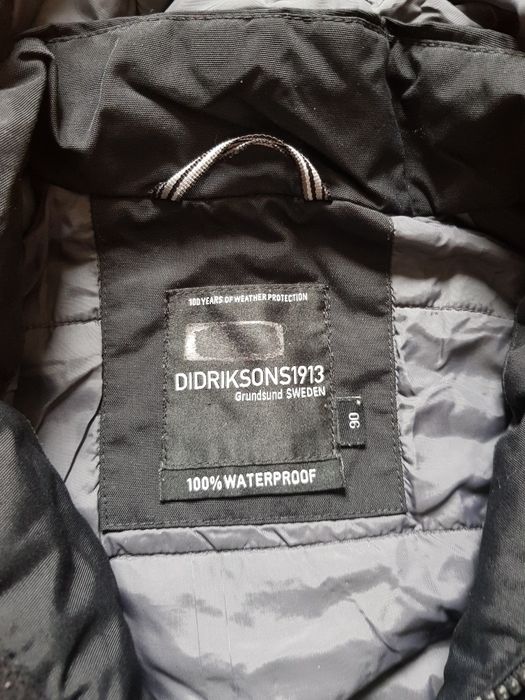 100 YEARS OF WEATHER PROTECTION
DIDRIKSONS1913
Grundsund SWEDEN
90
100% WATERPROOF